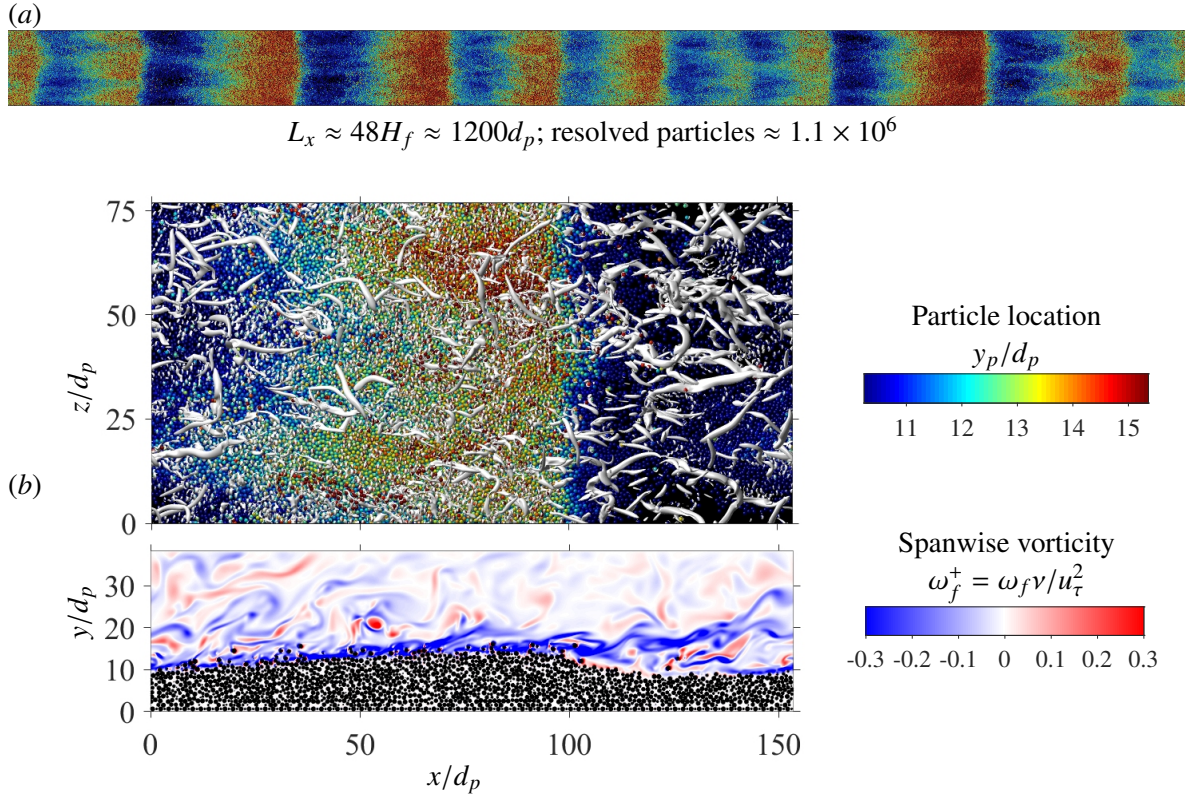 (a)
L_x ≈ 48H_f ≈ 1200d_p; resolved particles ≈ 1.1 × 10^6
(b)
75
50
25
0
z/d_p
30
20
10
0
y/d_p
0 50 100 150
x/d_p
Particle location
y_p/d_p
11 12 13 14 15
Spanwise vorticity
ω_f^+ = ω_f ν/u_τ^2
-0.3 -0.2 -0.1 0 0.1 0.2 0.3